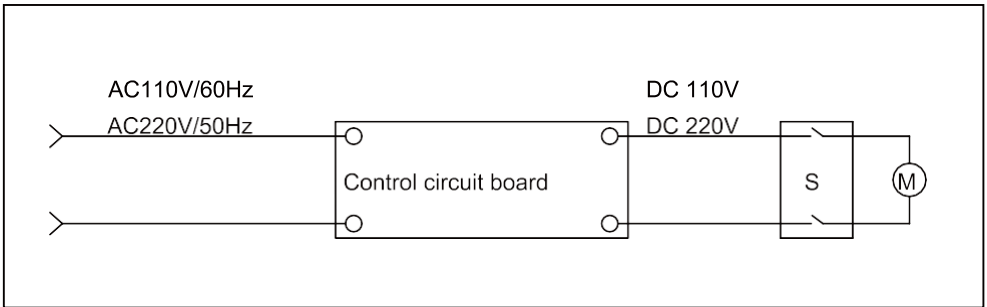 AC110V/60Hz
AC220V/50Hz
DC 110V
DC 220V
Control circuit board
S
M